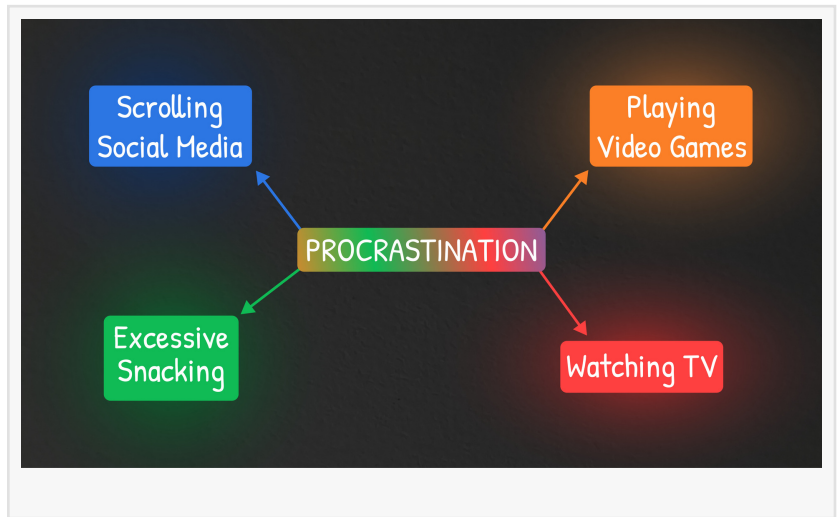 Scrolling
Social Media
Playing
Video Games
PROCRASTINATION
Excessive
Snacking
Watching TV